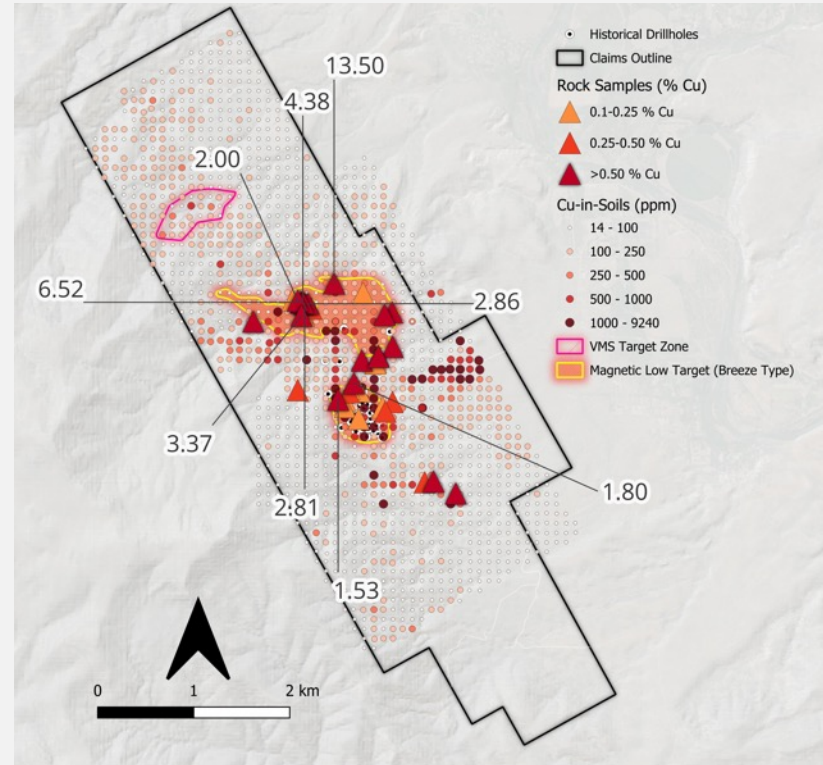 Historical Drillholes
Claims Outline
Rock Samples (% Cu)
0.1-0.25 % Cu
0.25-0.50 % Cu
>0.50 % Cu
Cu-in-Soils (ppm)
14 - 100
100 - 250
250 - 500
500 - 1000
1000 - 9240
VMS Target Zone
Magnetic Low Target (Breeze Type)
13.50
4.38
2.00
6.52
2.86
3.37
2.81
1.80
1.53
0 1 2 km